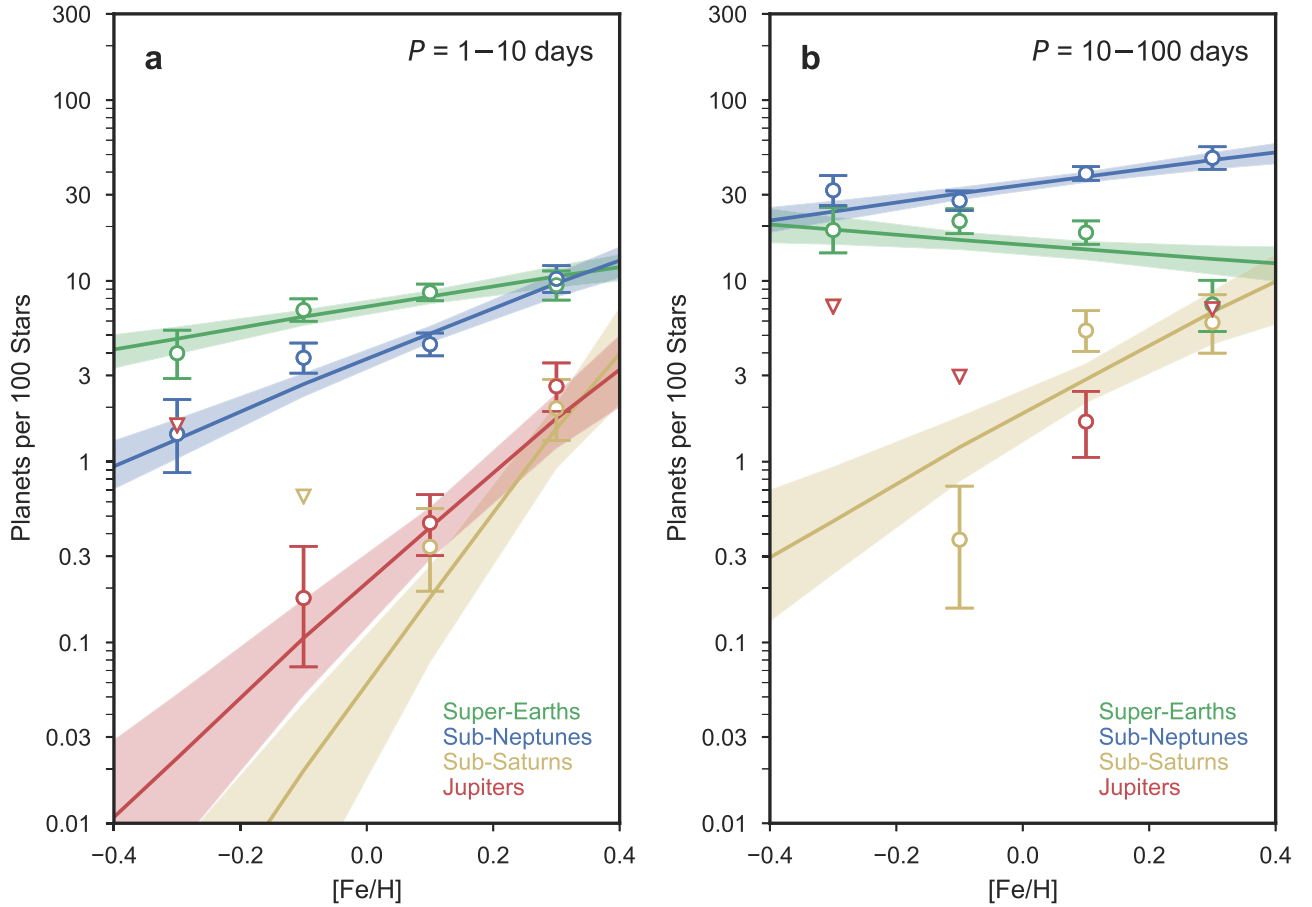 a
P = 1−10 days
300
100
30
10
3
1
0.3
0.1
0.03
0.01
Planets per 100 Stars
Super-Earths
Sub-Neptunes
Sub-Saturns
Jupiters
−0.4
−0.2
0.0
0.2
0.4
[Fe/H]
b
P = 10−100 days
300
100
30
10
3
1
0.3
0.1
0.03
0.01
Planets per 100 Stars
Super-Earths
Sub-Neptunes
Sub-Saturns
Jupiters
−0.4
−0.2
0.0
0.2
0.4
[Fe/H]